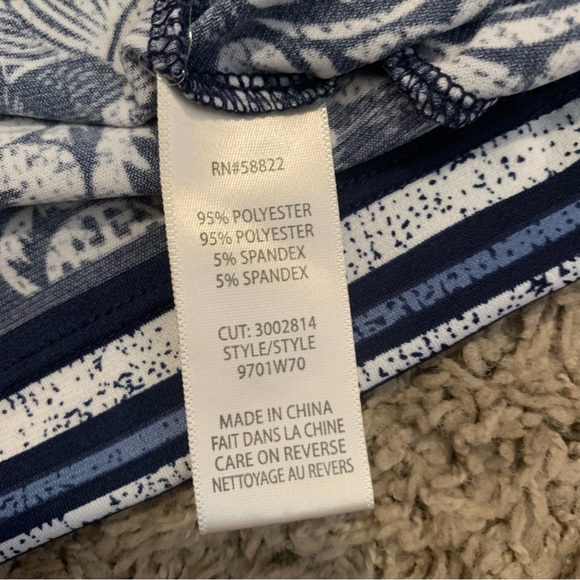 RN#58822
95% POLYESTER
95% POLYESTER
5% SPANDEX
5% SPANDEX
CUT: 3002814
STYLE/STYLE
9701W70
MADE IN CHINA
FAIT DANS LA CHINE
CARE ON REVERSE
NETTOYAGE AU REVERS